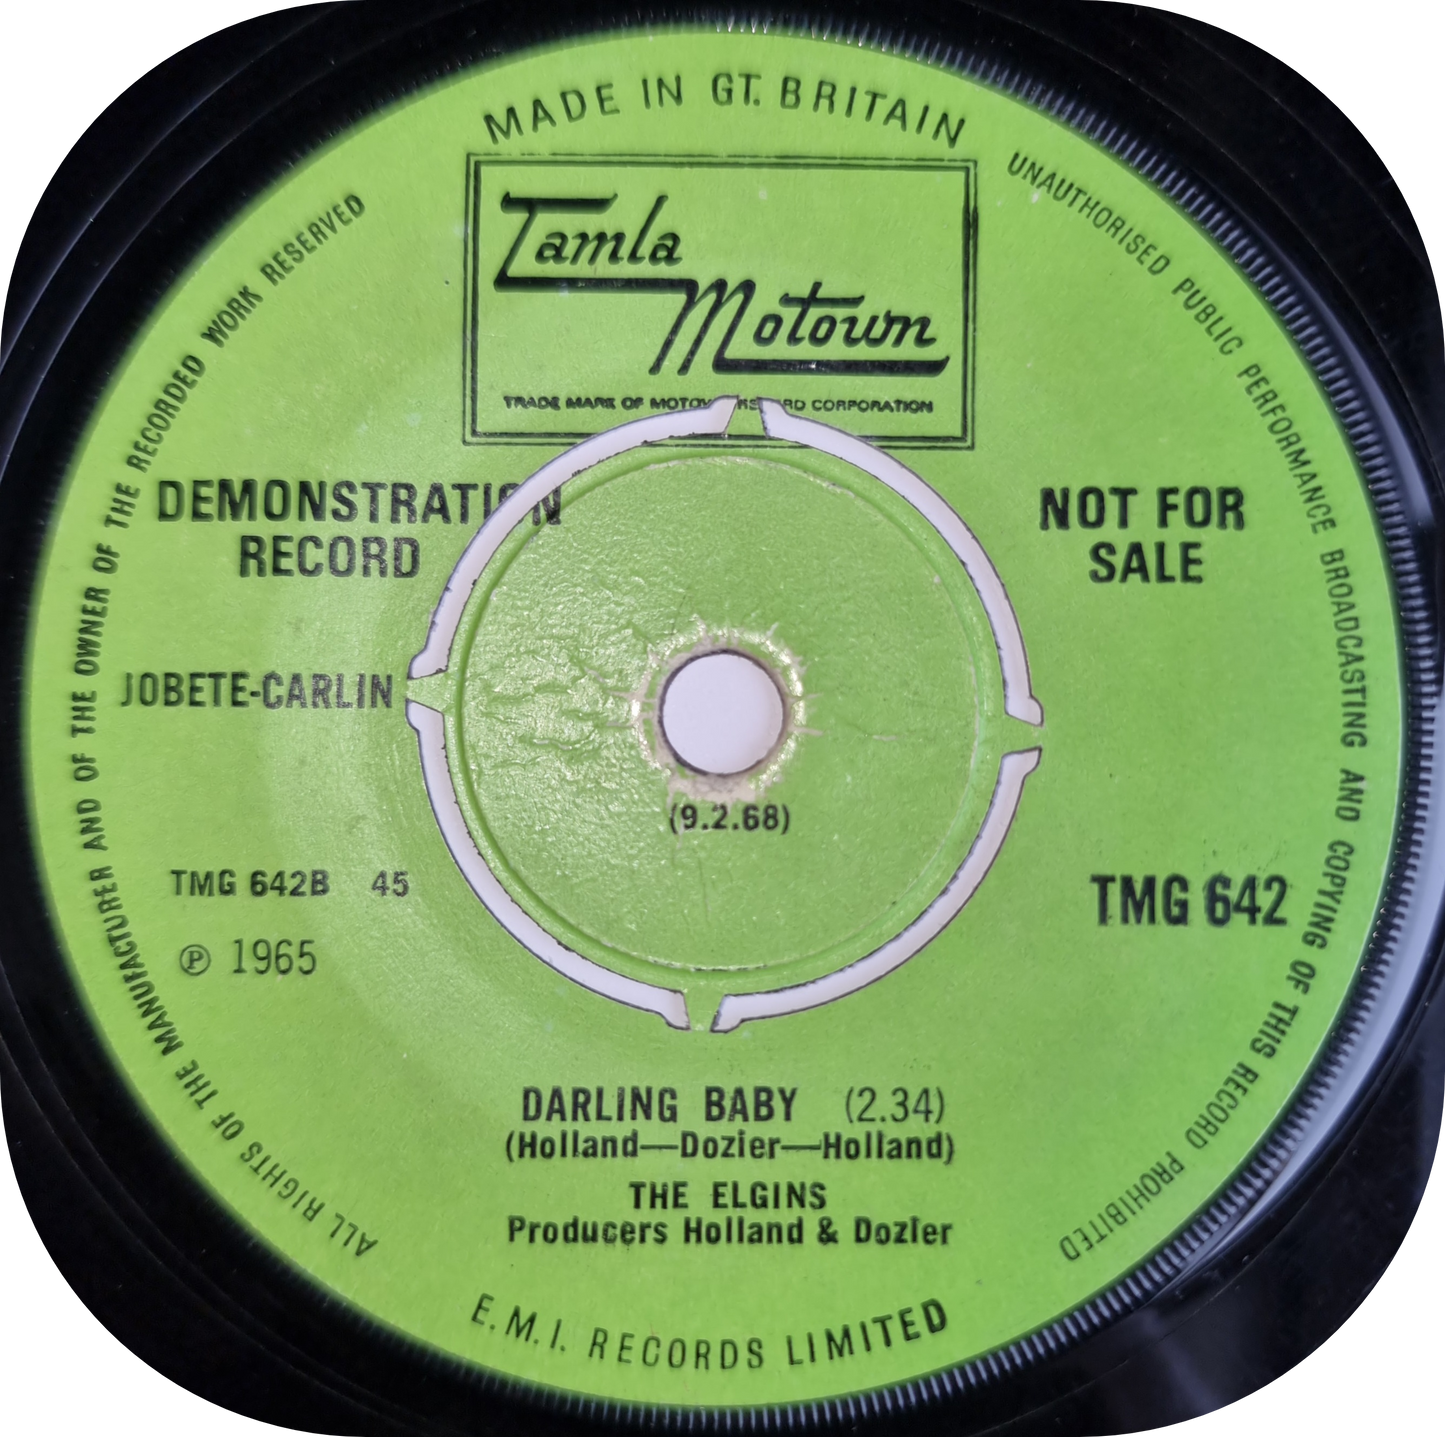 MADE IN GT. BRITAIN
Tamla
Motown
TRADE MARK OF CORPORATION
UNAUTHORISED PUBLIC PERFORMANCE BROADCASTING AND COPYING OF THIS RECORD PROHIBITED
ALL RIGHTS OF THE MANUFACTURER AND OF THE OWNER OF THE RECORDED WORK RESERVED
DEMONSTRATION
RECORD
NOT FOR
SALE
JOBETE-CARLIN
(9.2.68)
TMG 642B 45
℗ 1965
TMG 642
DARLING BABY (2.34)
(Holland—Dozier—Holland)
THE ELGINS
Producers Holland & Dozier
E.M.I. RECORDS LIMITED